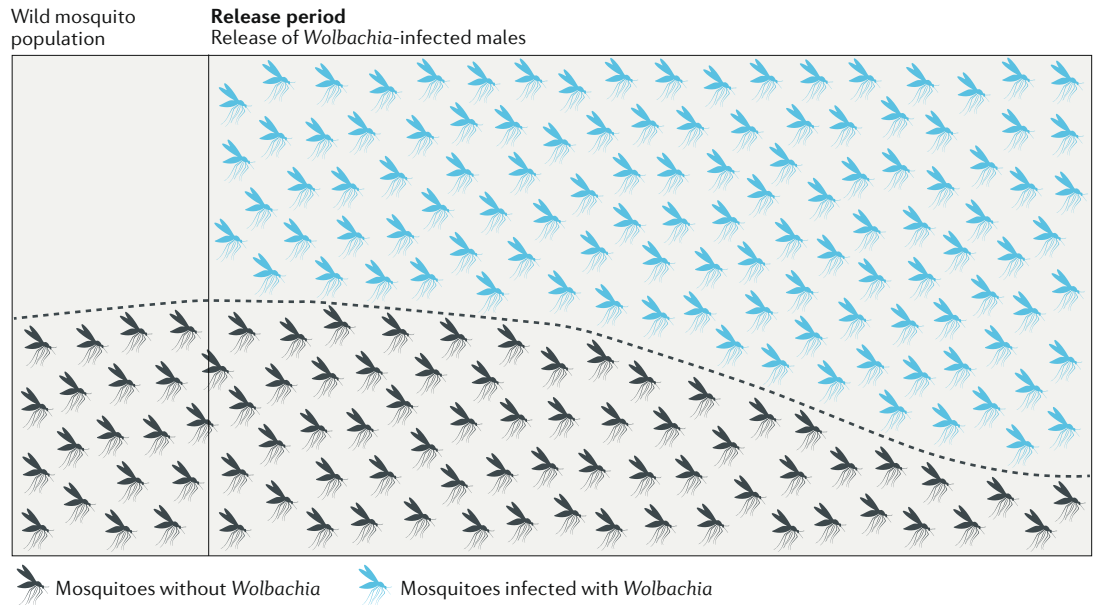 Wild mosquito
population
Release period
Release of Wolbachia-infected males
Mosquitoes without Wolbachia
Mosquitoes infected with Wolbachia